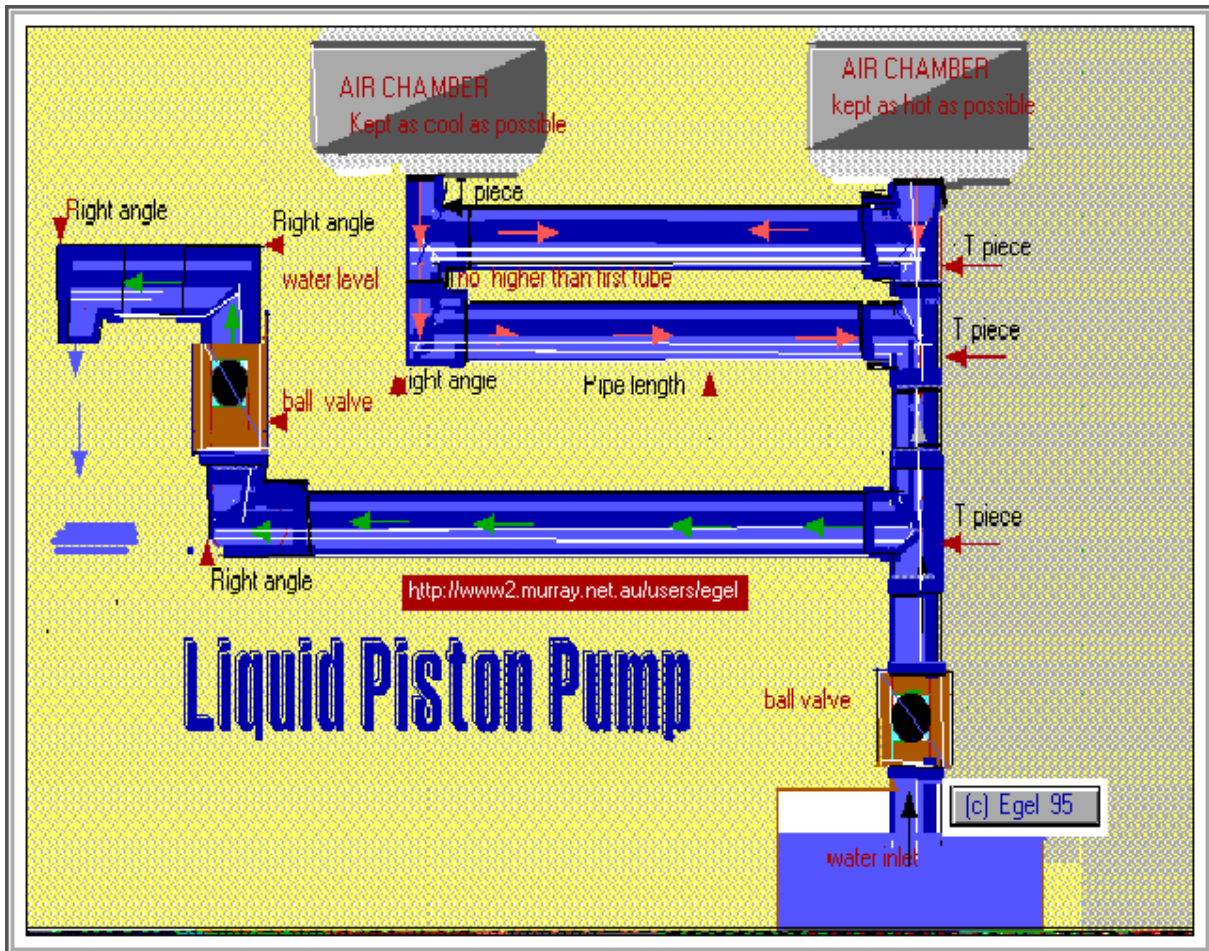 AIR CHAMBER
Kept as cool as possible
AIR CHAMBER
kept as hot as possible
T piece
Right angle
Right angle
T piece
water level
no higher than first tube
T piece
right angle
Pipe length
ball valve
T piece
Right angle
http://www2.murray.net.au/users/egel
Liquid Piston Pump
ball valve
(c) Egel 95
water inlet